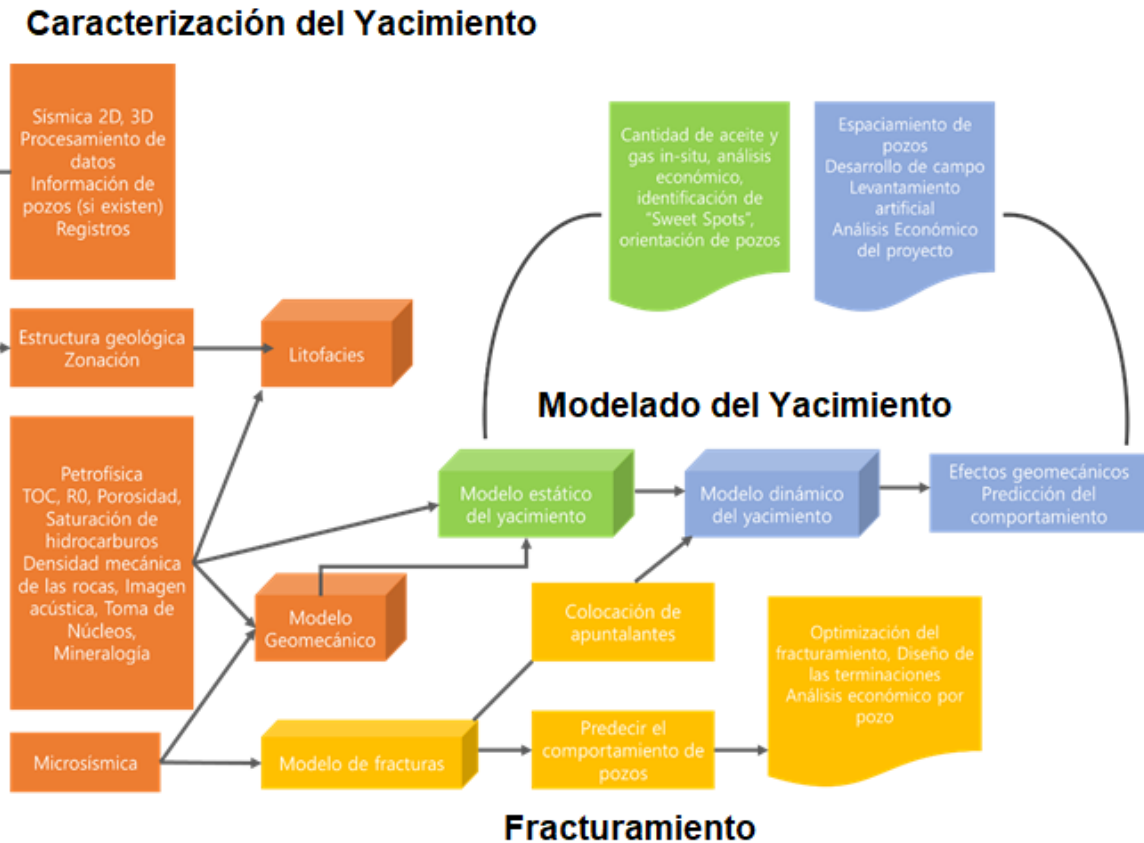 Caracterización del Yacimiento
Sísmica 2D, 3D
Procesamiento de
datos
Información de
pozos (si existen)
Registros
Cantidad de aceite y
gas in-situ, análisis
económico,
identificación de
"Sweet Spots",
orientación de pozos
Espaciamiento de
pozos
Desarrollo de campo
Levantamiento
artificial
Análisis Económico
del proyecto
Estructura geológica
Zonación
Litofacies
Modelado del Yacimiento
Petrofísica
TOC, R0, Porosidad,
Saturación de
hidrocarburos
Densidad mecánica
de las rocas, Imagen
acústica, Toma de
Núcleos,
Mineralogía
Modelo estático
del yacimiento
Modelo dinámico
del yacimiento
Efectos geomecánicos
Predicción del
comportamiento
Modelo
Geomecánico
Colocación de
apuntalantes
Optimización del
fracturamiento, Diseño de
las terminaciones
Análisis económico por
pozo
Microsísmica
Modelo de fracturas
Predecir el
comportamiento de
pozos
Fracturamiento